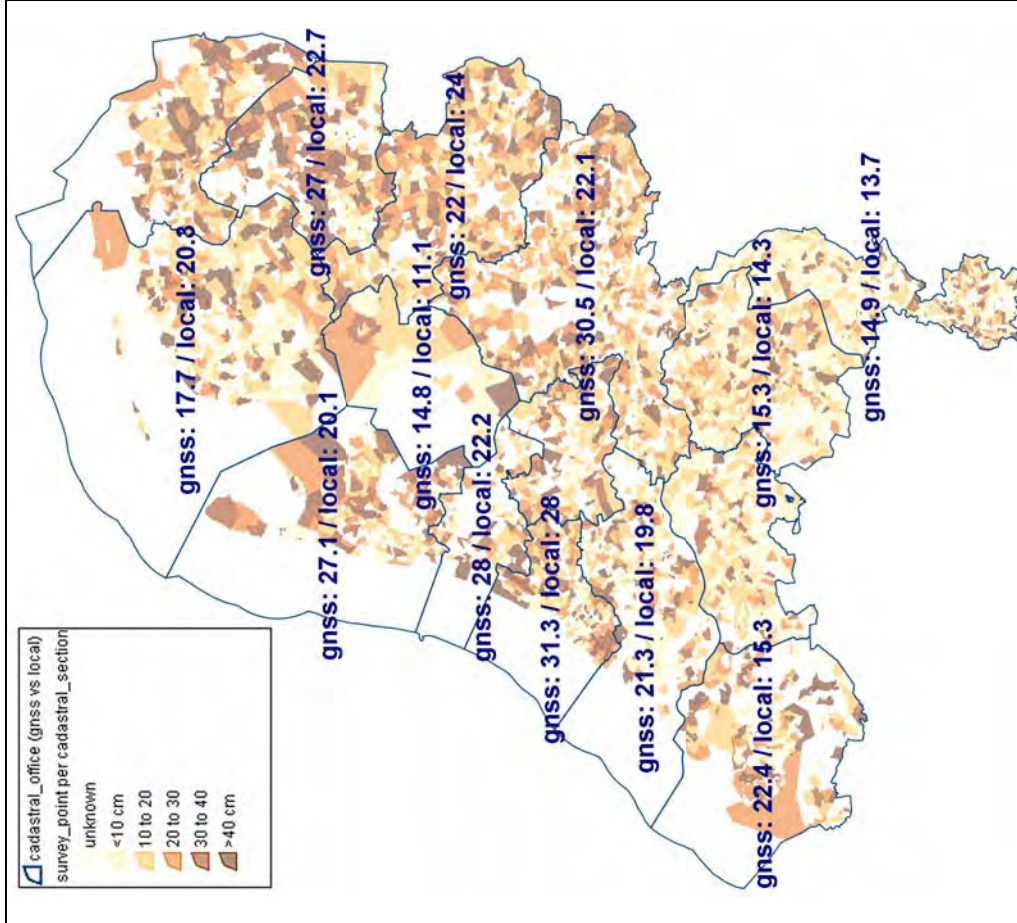 cadastral_office (gnss vs local)
survey_point per cadastral_section
unknown
<10 cm
10 to 20
20 to 30
30 to 40
>40 cm
gnss: 17.7 / local: 20.8
gnss: 27 / local: 22.7
gnss: 27.1 / local: 20.1
gnss: 14.8 / local: 11.1
gnss: 22 / local: 24
gnss: 28 / local: 22.2
gnss: 31.3 / local: 28
gnss: 30.5 / local: 22.1
gnss: 21.3 / local: 19.8
gnss: 22.4 / local: 15.3
gnss: 15.3 / local: 14.3
gnss: 14.9 / local: 13.7